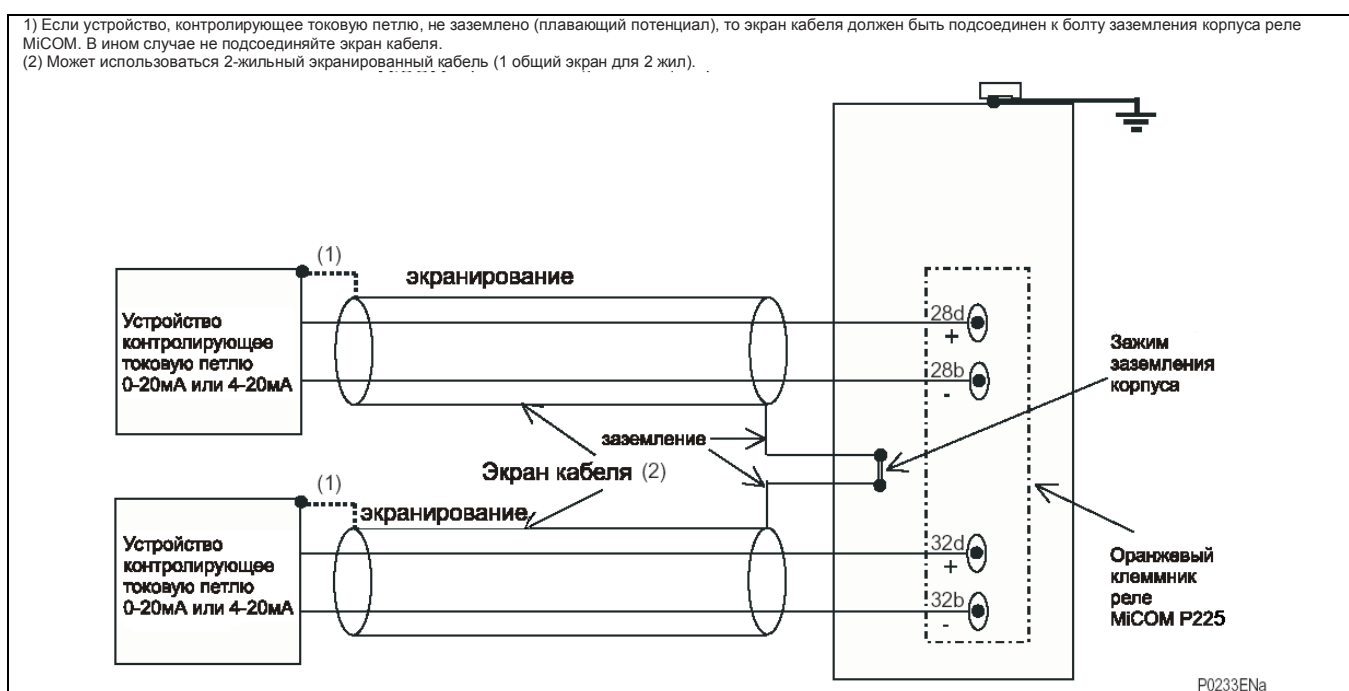 1) Если устройство, контролирующее токовую петлю, не заземлено (плавающий потенциал), то экран кабеля должен быть подсоединен к болту заземления корпуса реле
MiCOM. В ином случае не подсоединяйте экран кабеля.
(2) Может использоваться 2-жильный экранированный кабель (1 общий экран для 2 жил).
(1)
экранирование
Устройство
контролирующее
токовую петлю
0-20мА или 4-20мА
28d
+
28b
-
Зажим
заземления
корпуса
заземление
Экран кабеля (2)
(1)
экранирование
Устройство
контролирующее
токовую петлю
0-20мА или 4-20мА
32d
+
32b
-
Оранжевый
клеммник
реле
MiCOM P225
P0233ENa